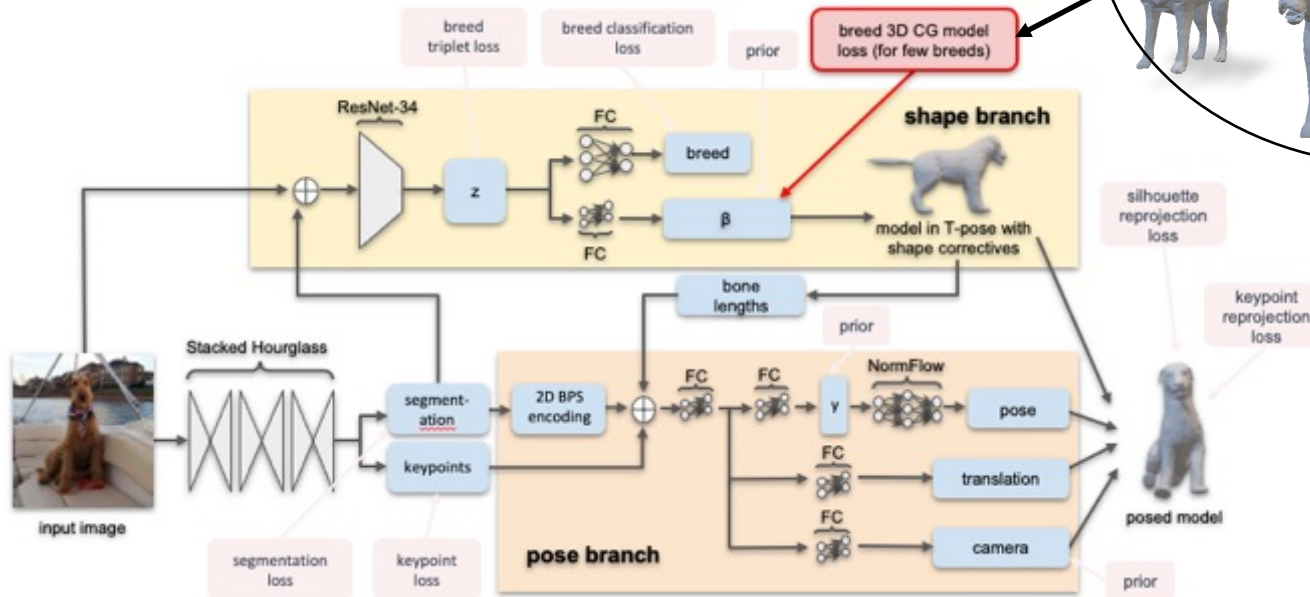 breed
triplet loss
breed classification
loss
prior
breed 3D CG model
loss (for few breeds)
ResNet-34
FC
shape branch
breed
z
β
FC
model in T-pose with
shape correctives
silhouette
reprojection
loss
bone
lengths
keypoint
reprojection
loss
prior
Stacked Hourglass
segment-
ation
2D BPS
encoding
FC
FC
y
NormFlow
pose
keypoints
FC
translation
input image
FC
posed model
segmentation
loss
keypoint
loss
pose branch
camera
prior